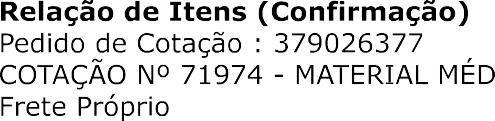 Relação de Itens (Confirmação)
Pedido de Cotação : 379026377
COTAÇÃO Nº 71974 - MATERIAL MÉD
Frete Próprio